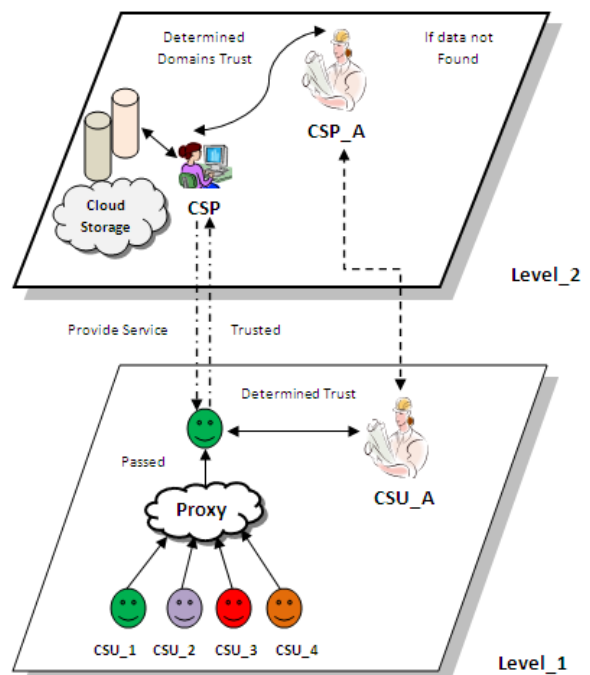 Determined
Domains Trust
If data not
Found
CSP_A
CSP
Cloud
Storage
Level_2
Provide Service
Trusted
Determined Trust
Passed
CSU_A
Proxy
CSU_1
CSU_2
CSU_3
CSU_4
Level_1